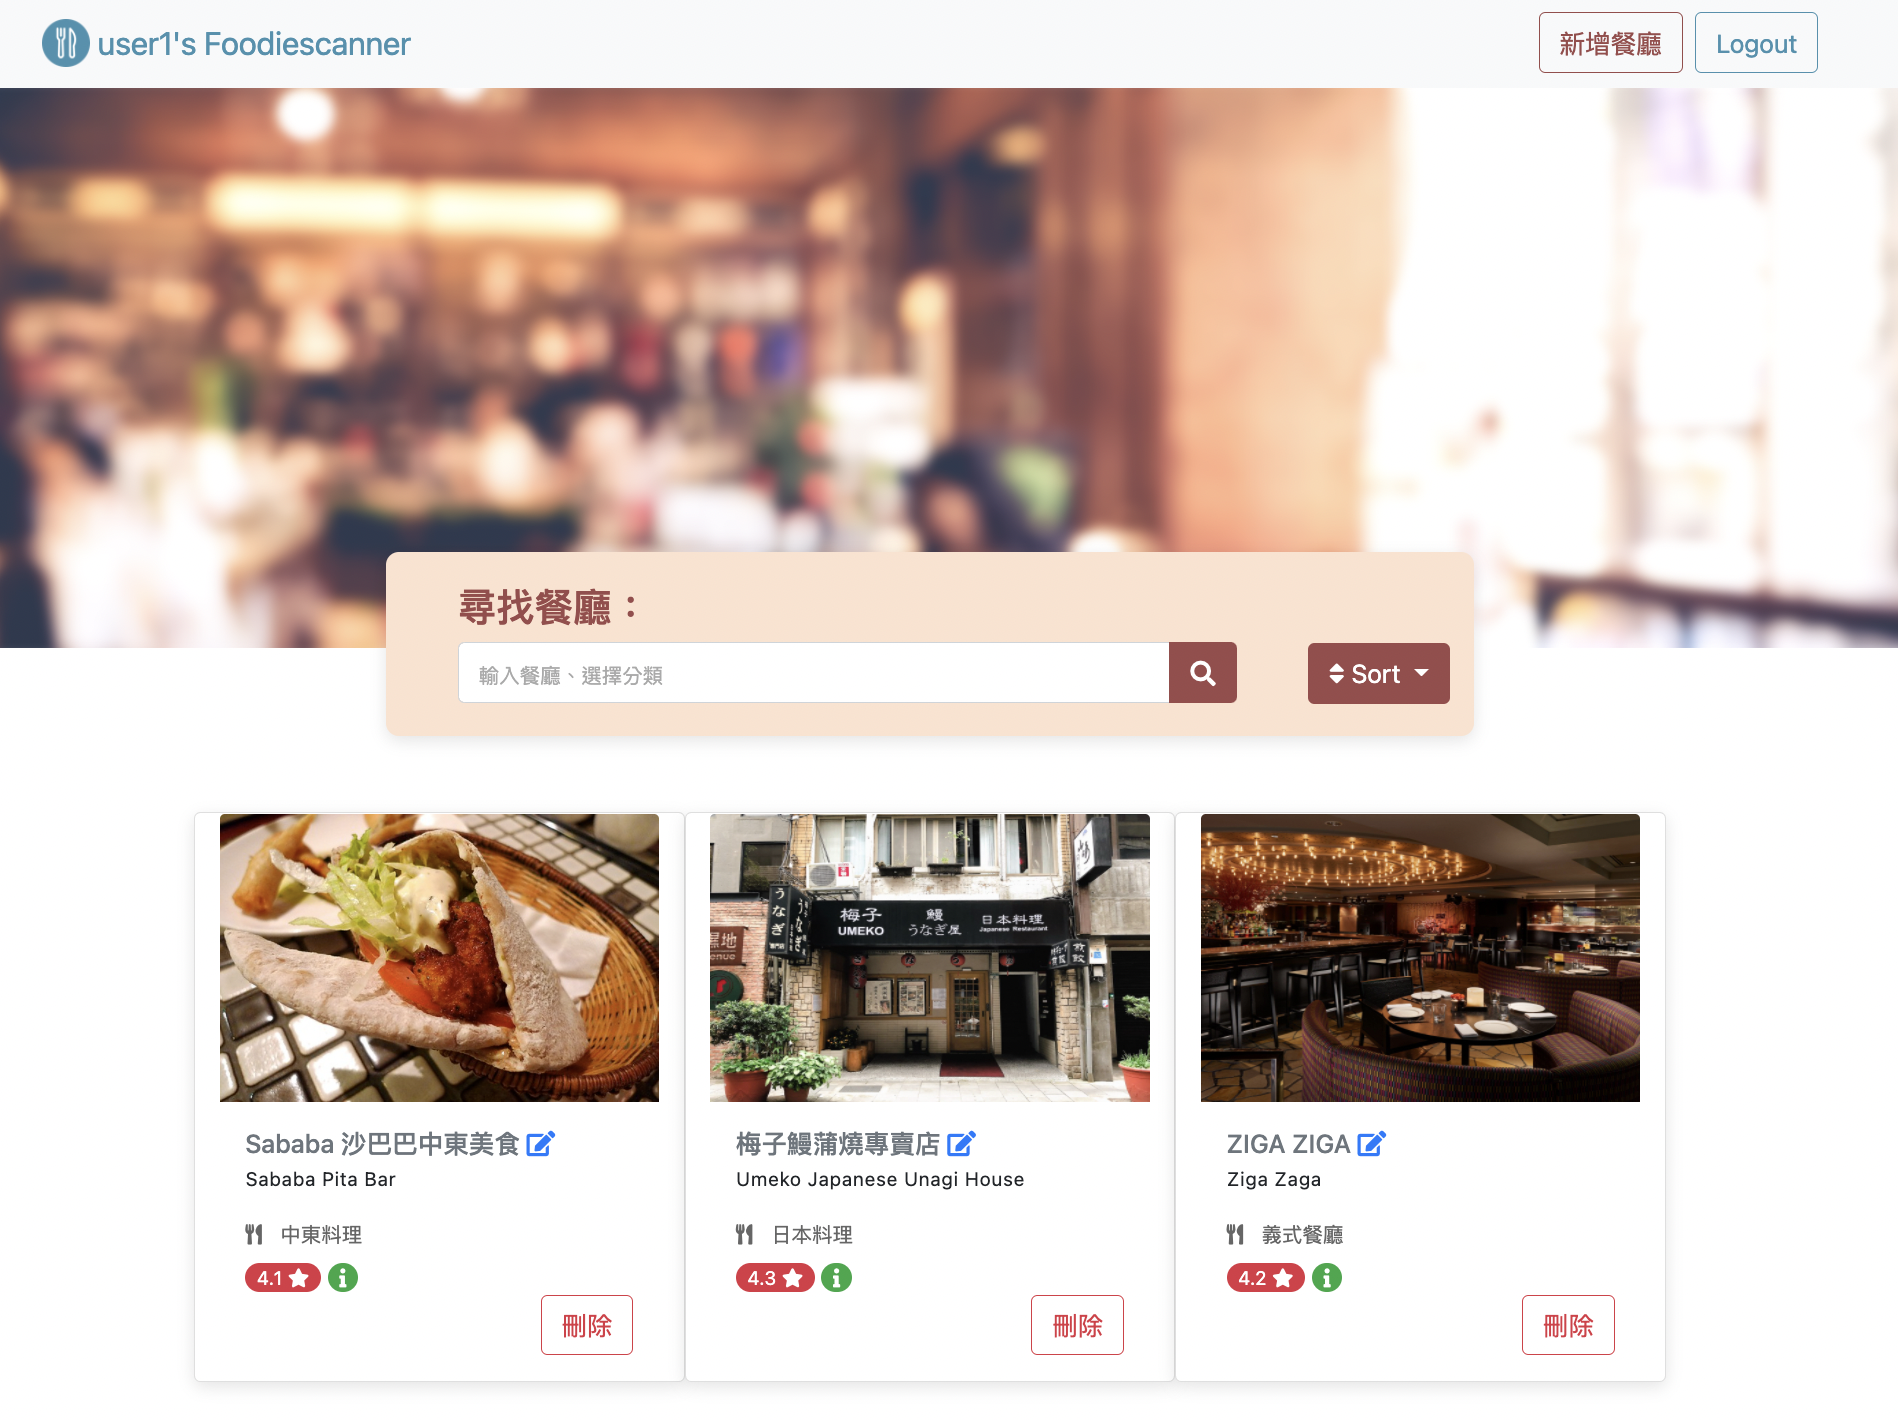 user1's Foodiescanner
新增餐廳
Logout
尋找餐廳：
輸入餐廳、選擇分類
Sort
梅子
UMEKO
鰻
うなぎ屋
日本料理
Japanese Restaurant
うなぎ
Sababa 沙巴巴中東美食
Sababa Pita Bar
中東料理
4.1
刪除
梅子鰻蒲燒專賣店
Umeko Japanese Unagi House
日本料理
4.3
刪除
ZIGA ZIGA
Ziga Zaga
義式餐廳
4.2
刪除